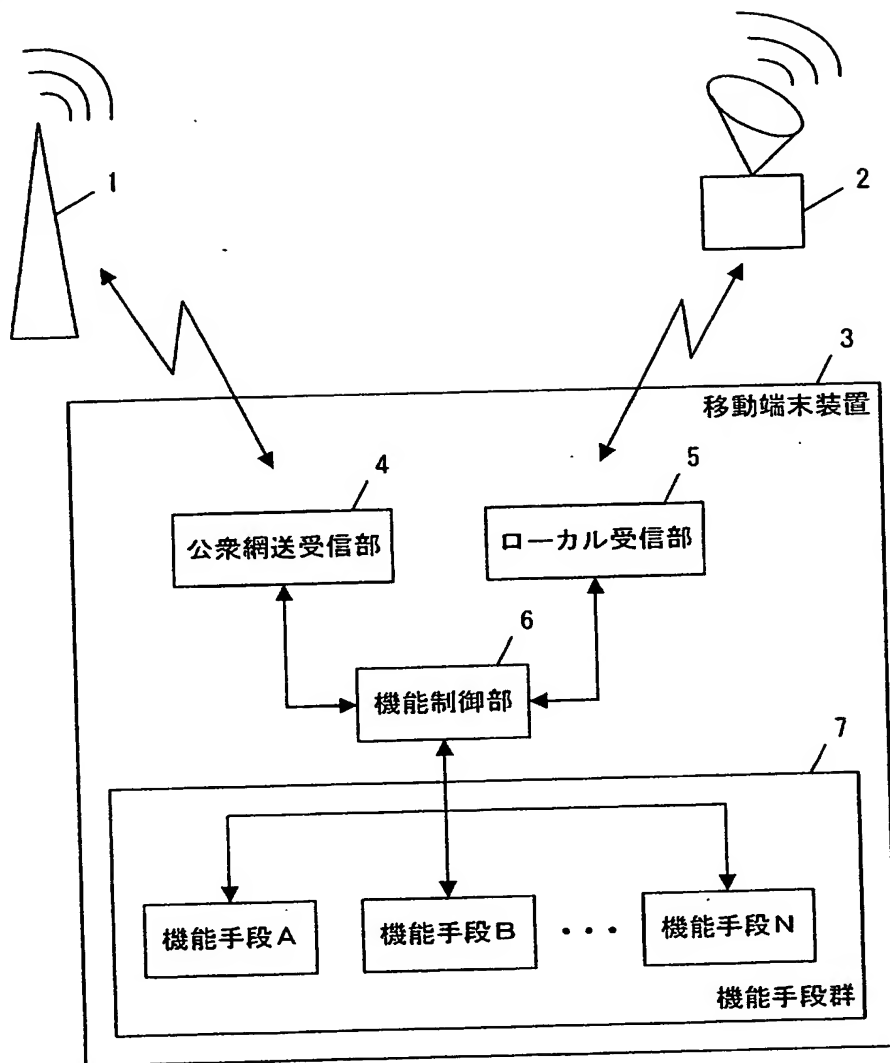 1
2
3
移動端末装置
4
5
公衆網送受信部
ローカル受信部
6
機能制御部
7
機能手段A
機能手段B
・・・
機能手段N
機能手段群